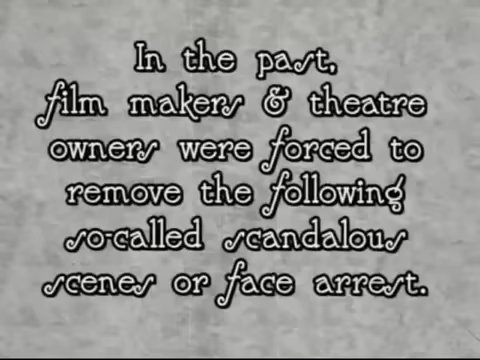 In the past,
film makers & theatre
owners were forced to
remove the following
so-called scandalous
scenes or face arrest.